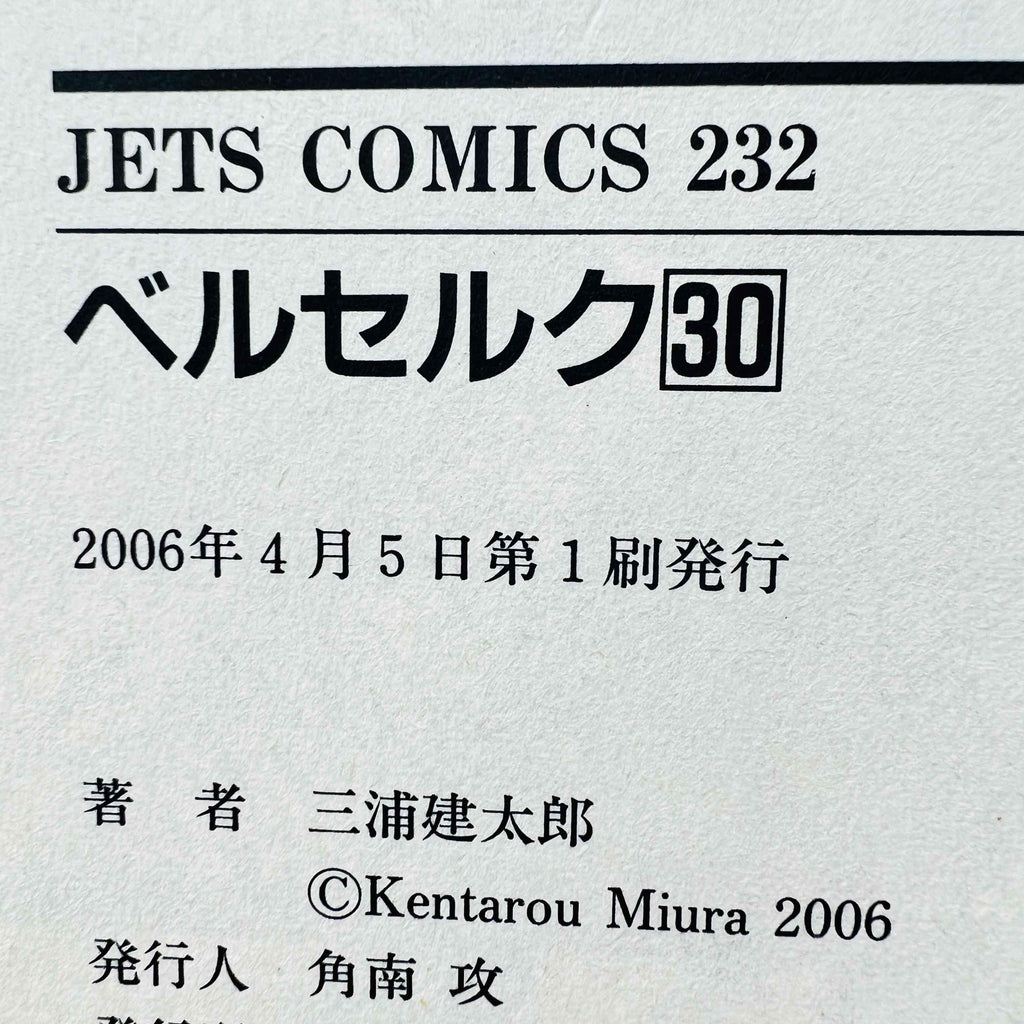 JETS COMICS 232
ベルセルク30
2006年4月5日第1刷発行
著 者 三浦建太郎
©Kentarou Miura 2006
発行人 角南 攻